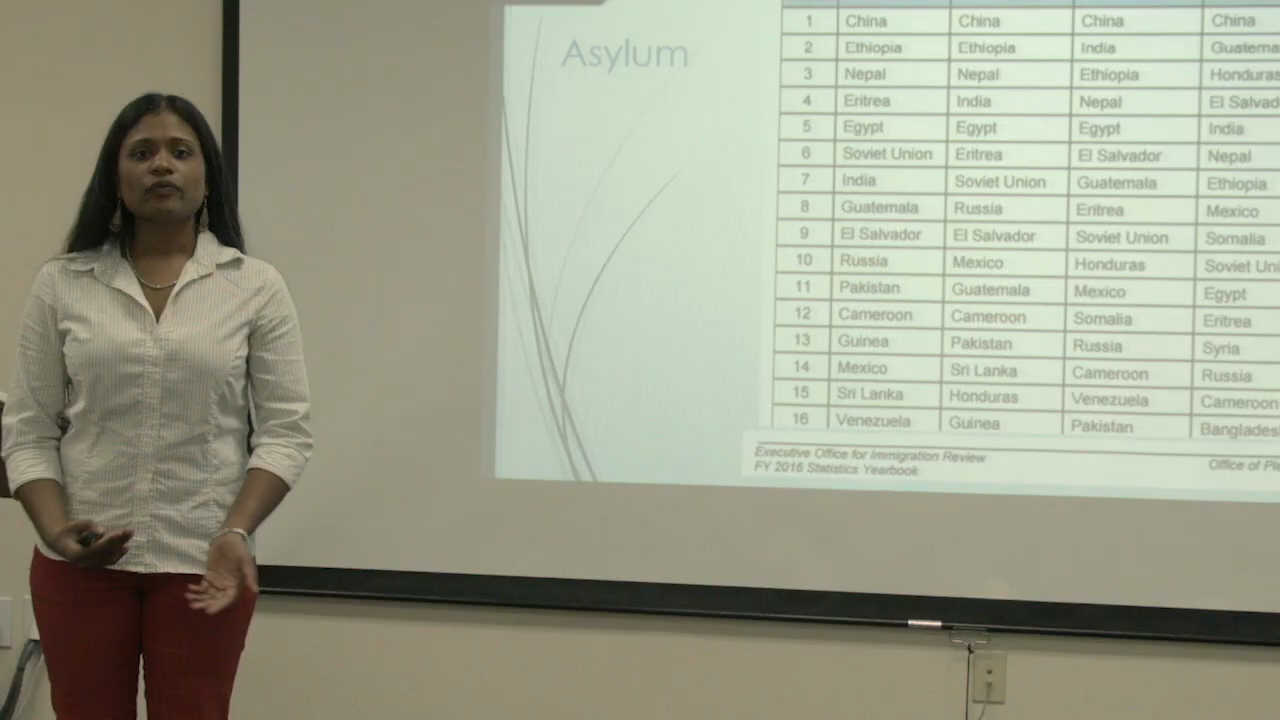 Asylum
1 China China China China
2 Ethiopia Ethiopia India Guatema
3 Nepal Nepal Ethiopia Honduras
4 Eritrea India Nepal El Salvad
5 Egypt Egypt Egypt India
6 Soviet Union Eritrea El Salvador Nepal
7 India Soviet Union Guatemala Ethiopia
8 Guatemala Russia Eritrea Mexico
9 El Salvador El Salvador Soviet Union Somalia
10 Russia Mexico Honduras Soviet Uni
11 Pakistan Guatemala Mexico Egypt
12 Cameroon Cameroon Somalia Eritrea
13 Guinea Pakistan Russia Syria
14 Mexico Sri Lanka Cameroon Russia
15 Sri Lanka Honduras Venezuela Cameroon
16 Venezuela Guinea Pakistan Banglades
Executive Office for Immigration Review
FY 2016 Statistics Yearbook
Office of Pl